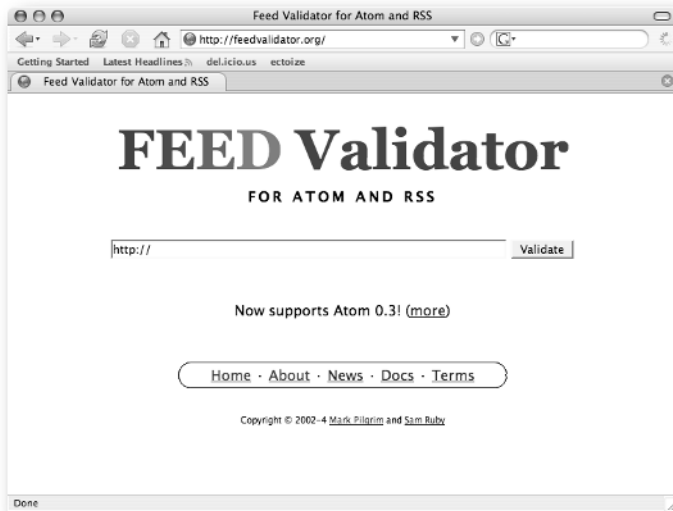 Feed Validator for Atom and RSS
http://feedvalidator.org/ G
Getting Started Latest Headlines del.icio.us ectoize
Feed Validator for Atom and RSS
FEED Validator
FOR ATOM AND RSS
http:// Validate
Now supports Atom 0.3! (more)
Home · About · News · Docs · Terms
Copyright © 2002-4 Mark Pilgrim and Sam Ruby
Done